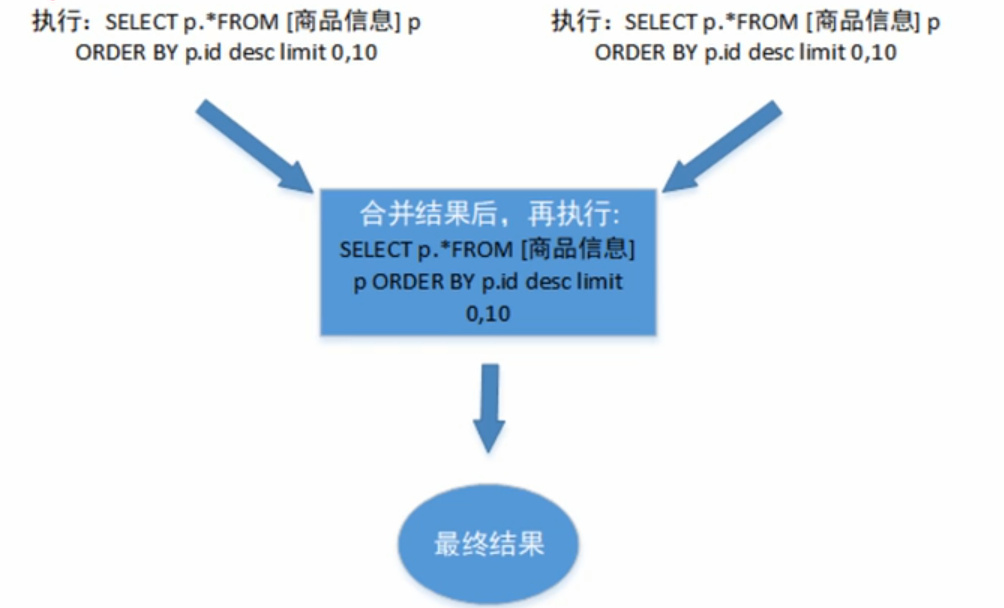 执行：SELECT p.*FROM [商品信息] p
ORDER BY p.id desc limit 0,10
执行：SELECT p.*FROM [商品信息] p
ORDER BY p.id desc limit 0,10
合并结果后，再执行:
SELECT p.*FROM [商品信息]
p ORDER BY p.id desc limit
0,10
最终结果